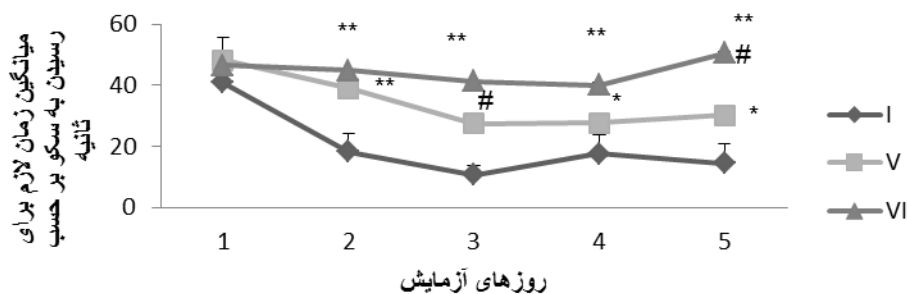 میانگین زمان لازم برای
رسیدن به سکو بر حسب
ثانیه
60
40
20
0
** ** ** **
** # * # *
1 2 3 4 5
روزهای آزمایش
I
V
VI